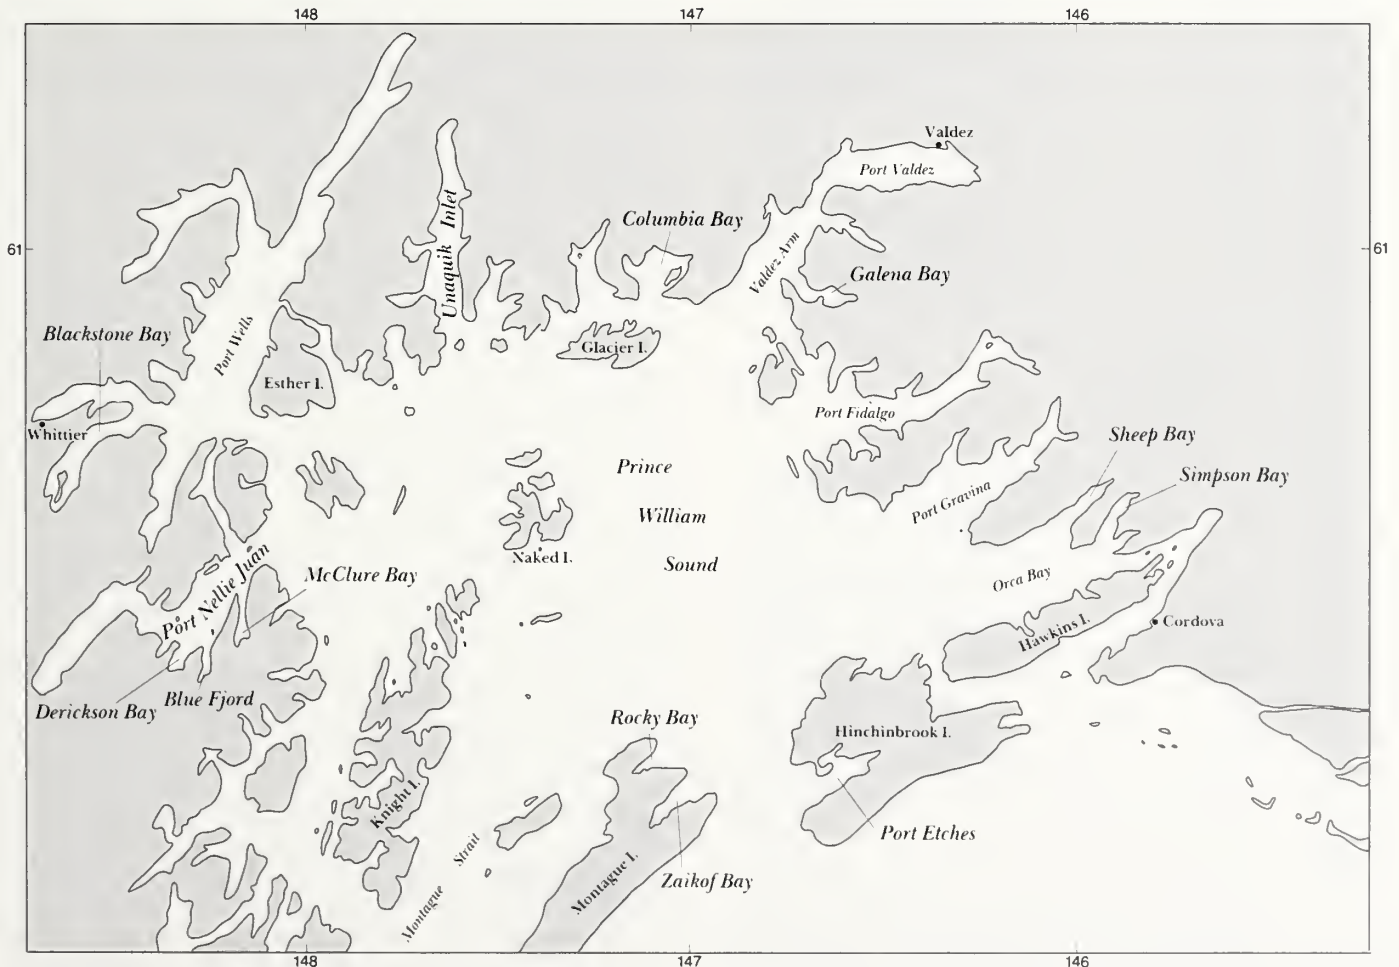 148
147
146
Valdez
Port Valdez
Columbia Bay
Unaquik Inlet
61
61
Valdez Arm
Galena Bay
Blackstone Bay
Port Wells
Glacier I.
Esther I.
Port Fidalgo
Whittier
Sheep Bay
Prince
Simpson Bay
Port Gravina
William
Naked I.
Sound
Port Nellie Juan
McClure Bay
Orca Bay
Hawkins I.
Cordova
Derickson Bay
Blue Fjord
Rocky Bay
Hinchinbrook I.
Knight I.
Port Etches
Montague Strait
Montague I.
Zaikof Bay
148
147
146